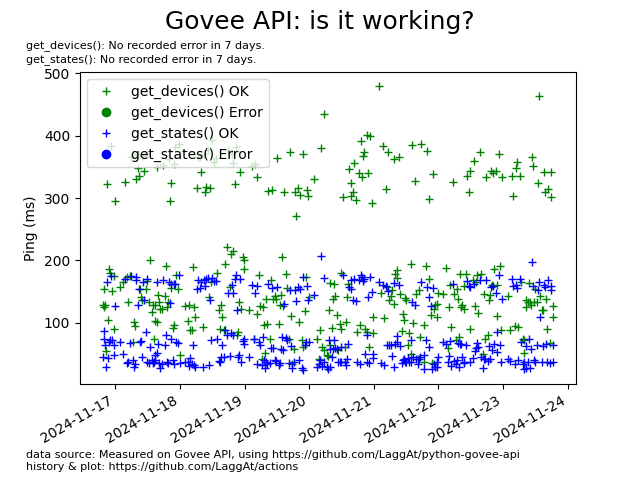 Govee API: is it working?
get_devices(): No recorded error in 7 days.
get_states(): No recorded error in 7 days.
500
400
300
200
100
Ping (ms)
get_devices() OK
get_devices() Error
get_states() OK
get_states() Error
2024-11-17
2024-11-18
2024-11-19
2024-11-20
2024-11-21
2024-11-22
2024-11-23
2024-11-24
data source: Measured on Govee API, using https://github.com/LaggAt/python-govee-api
history & plot: https://github.com/LaggAt/actions